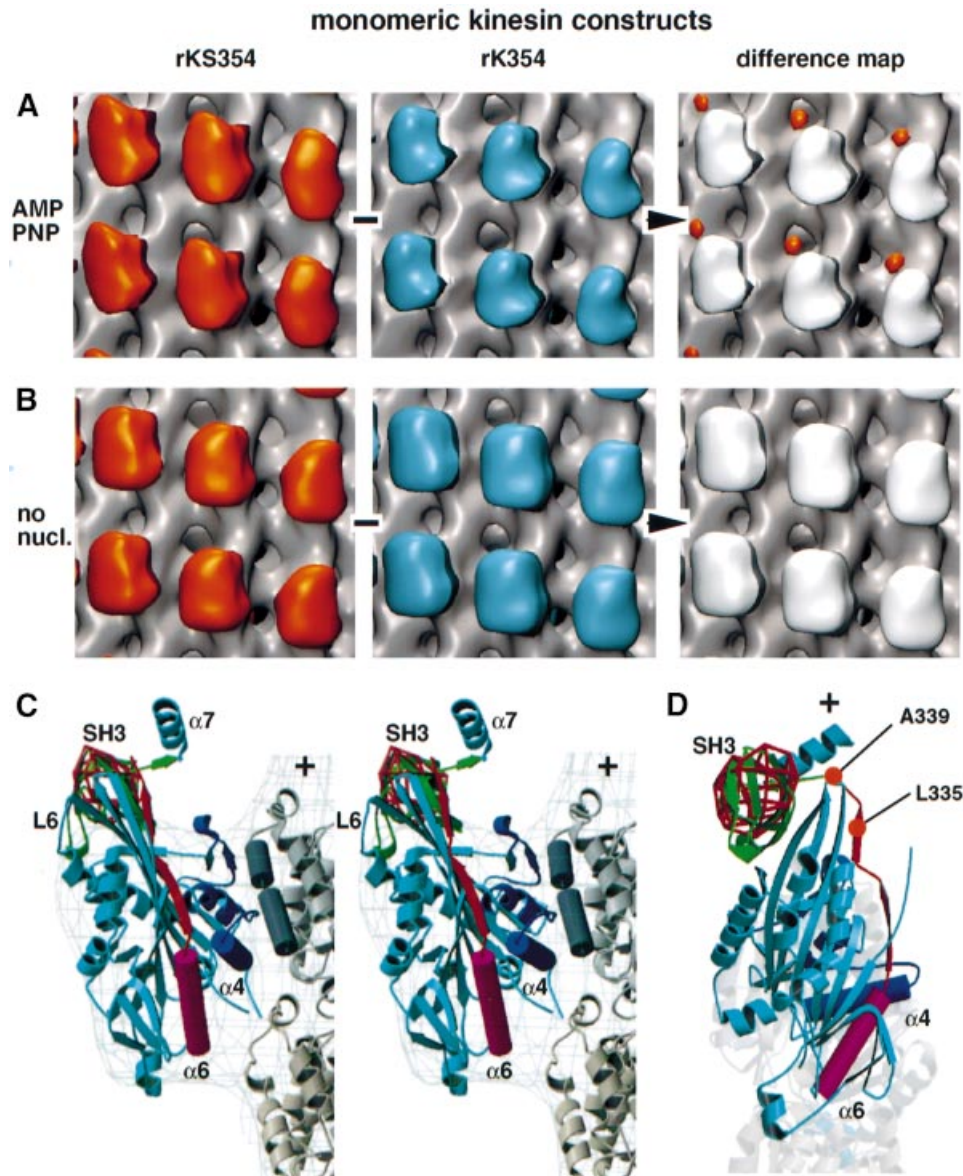 monomeric kinesin constructs
rKS354 rK354 difference map
A
AMP
PNP
B
no
nucl.
C
SH3
α7
+
L6
α4
α6
SH3
α7
+
L6
α4
α6
D
+
A339
SH3
L335
α4
α6